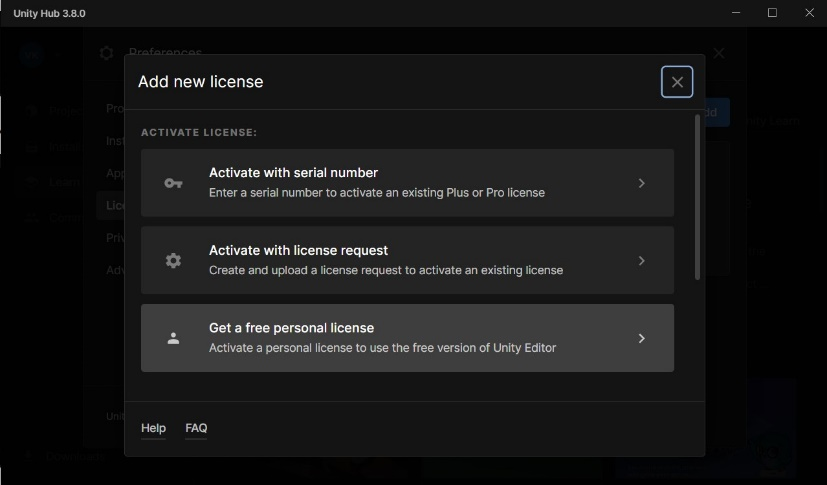 Unity Hub 3.8.0
Preferences
Add new license
ACTIVATE LICENSE:
Activate with serial number
Enter a serial number to activate an existing Plus or Pro license
Activate with license request
Create and upload a license request to activate an existing license
Get a free personal license
Activate a personal license to use the free version of Unity Editor
Help
FAQ